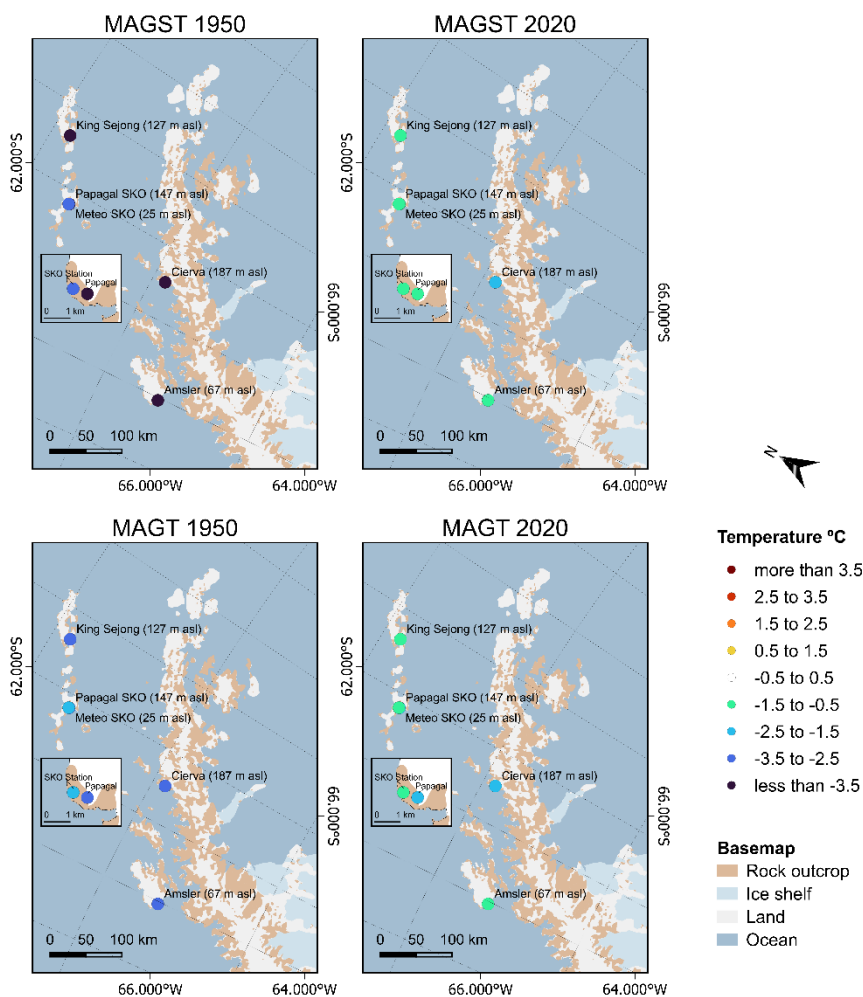 MAGST 1950
King Sejong (127 m asl)
62.000°S
Papagal SKO (147 m asl)
Meteo SKO (25 m asl)
SKO Station
Papagal
0 1 km
Cierva (187 m asl)
66.000°S
Amsler (67 m asl)
0 50 100 km
66.000°W
64.000°W
MAGST 2020
King Sejong (127 m asl)
62.000°S
Papagal SKO (147 m asl)
Meteo SKO (25 m asl)
SKO Station
Papagal
0 1 km
Cierva (187 m asl)
66.000°S
Amsler (67 m asl)
0 50 100 km
66.000°W
64.000°W
N
MAGT 1950
King Sejong (127 m asl)
62.000°S
Papagal SKO (147 m asl)
Meteo SKO (25 m asl)
SKO Station
Papagal
0 1 km
Cierva (187 m asl)
66.000°S
Amsler (67 m asl)
0 50 100 km
66.000°W
64.000°W
MAGT 2020
King Sejong (127 m asl)
62.000°S
Papagal SKO (147 m asl)
Meteo SKO (25 m asl)
SKO Station
Papagal
0 1 km
Cierva (187 m asl)
66.000°S
Amsler (67 m asl)
0 50 100 km
66.000°W
64.000°W
Temperature ºC
more than 3.5
2.5 to 3.5
1.5 to 2.5
0.5 to 1.5
-0.5 to 0.5
-1.5 to -0.5
-2.5 to -1.5
-3.5 to -2.5
less than -3.5
Basemap
Rock outcrop
Ice shelf
Land
Ocean